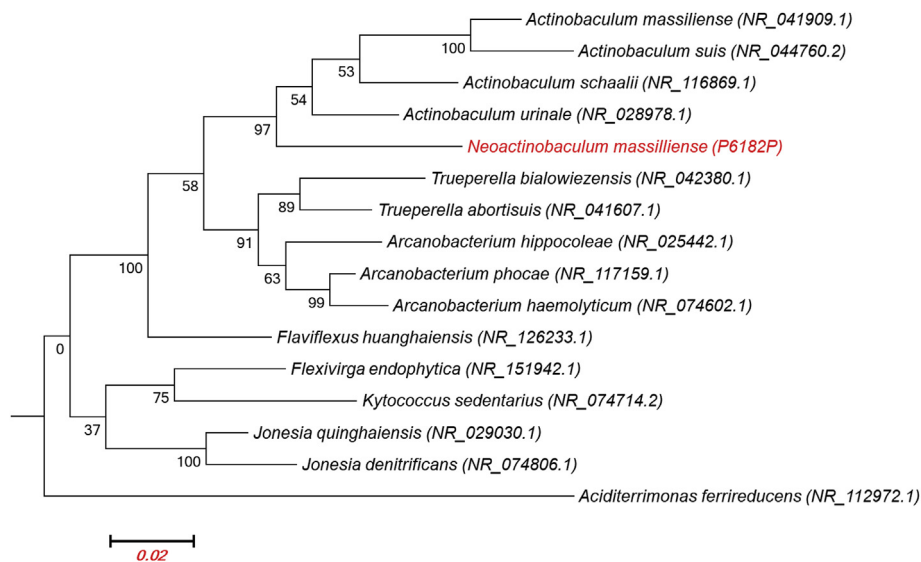 Actinobaculum massiliense (NR_041909.1)
100
Actinobaculum suis (NR_044760.2)
53
Actinobaculum schaalii (NR_116869.1)
54
Actinobaculum urinale (NR_028978.1)
97
Neoactinobaculum massilliense (P6182P)
58
Trueperella bialowiezensis (NR_042380.1)
89
Trueperella abortisuis (NR_041607.1)
91
Arcanobacterium hippocoleae (NR_025442.1)
100
63
Arcanobacterium phocae (NR_117159.1)
99
Arcanobacterium haemolyticum (NR_074602.1)
Flaviflexus huanghaiensis (NR_126233.1)
0
Flexivirga endophytica (NR_151942.1)
75
Kytococcus sedentarius (NR_074714.2)
37
Jonesia quinghaiensis (NR_029030.1)
100
Jonesia denitrificans (NR_074806.1)
Aciditerrimonas ferrireducens (NR_112972.1)
0.02